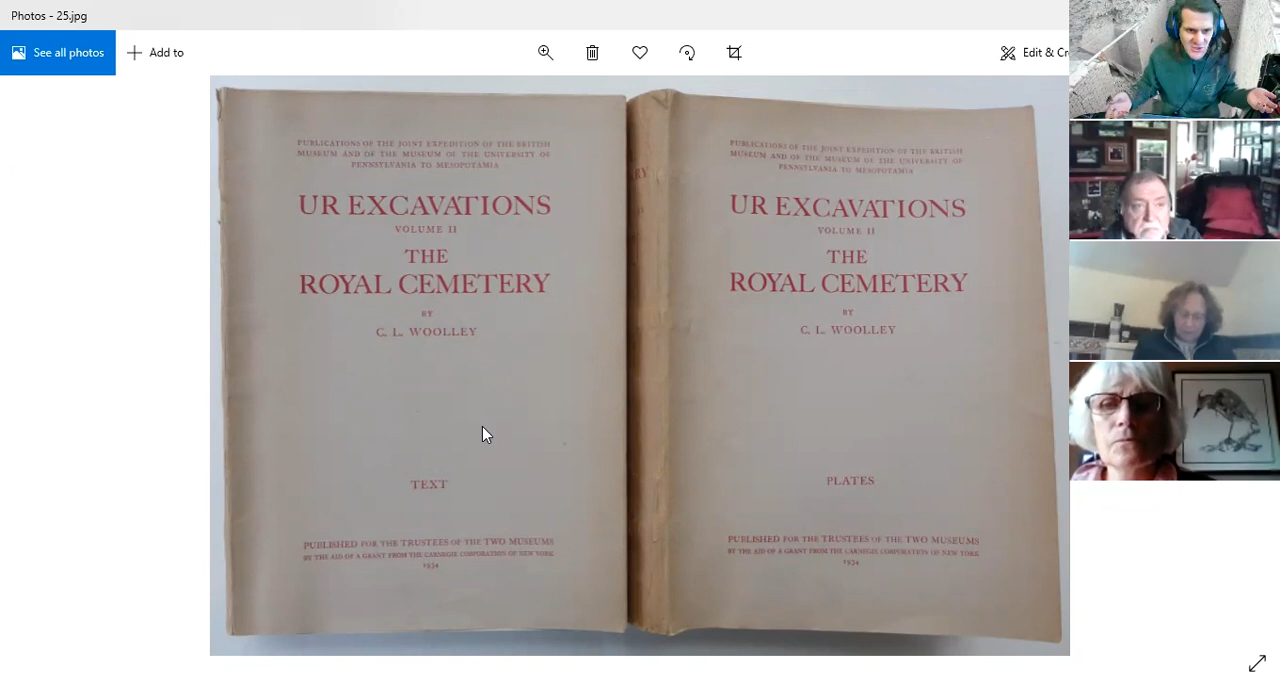 Photos - 25.jpg
See all photos
Add to
Edit & Cr
PUBLICATIONS OF THE JOINT EXPEDITION OF THE BRITISH
MUSEUM AND OF THE MUSEUM OF THE UNIVERSITY OF
PENNSYLVANIA TO MESOPOTAMIA
UR EXCAVATIONS
VOLUME II
THE
ROYAL CEMETERY
BY
C. L. WOOLLEY
TEXT
PUBLISHED FOR THE TRUSTEES OF THE TWO MUSEUMS
BY THE AID OF A GRANT FROM THE CARNEGIE CORPORATION OF NEW YORK
1934
RY
PUBLICATIONS OF THE JOINT EXPEDITION OF THE BRITISH
MUSEUM AND OF THE MUSEUM OF THE UNIVERSITY OF
PENNSYLVANIA TO MESOPOTAMIA
UR EXCAVATIONS
VOLUME II
THE
ROYAL CEMETERY
BY
C. L. WOOLLEY
PLATES
PUBLISHED FOR THE TRUSTEES OF THE TWO MUSEUMS
BY THE AID OF A GRANT FROM THE CARNEGIE CORPORATION OF NEW YORK
1934